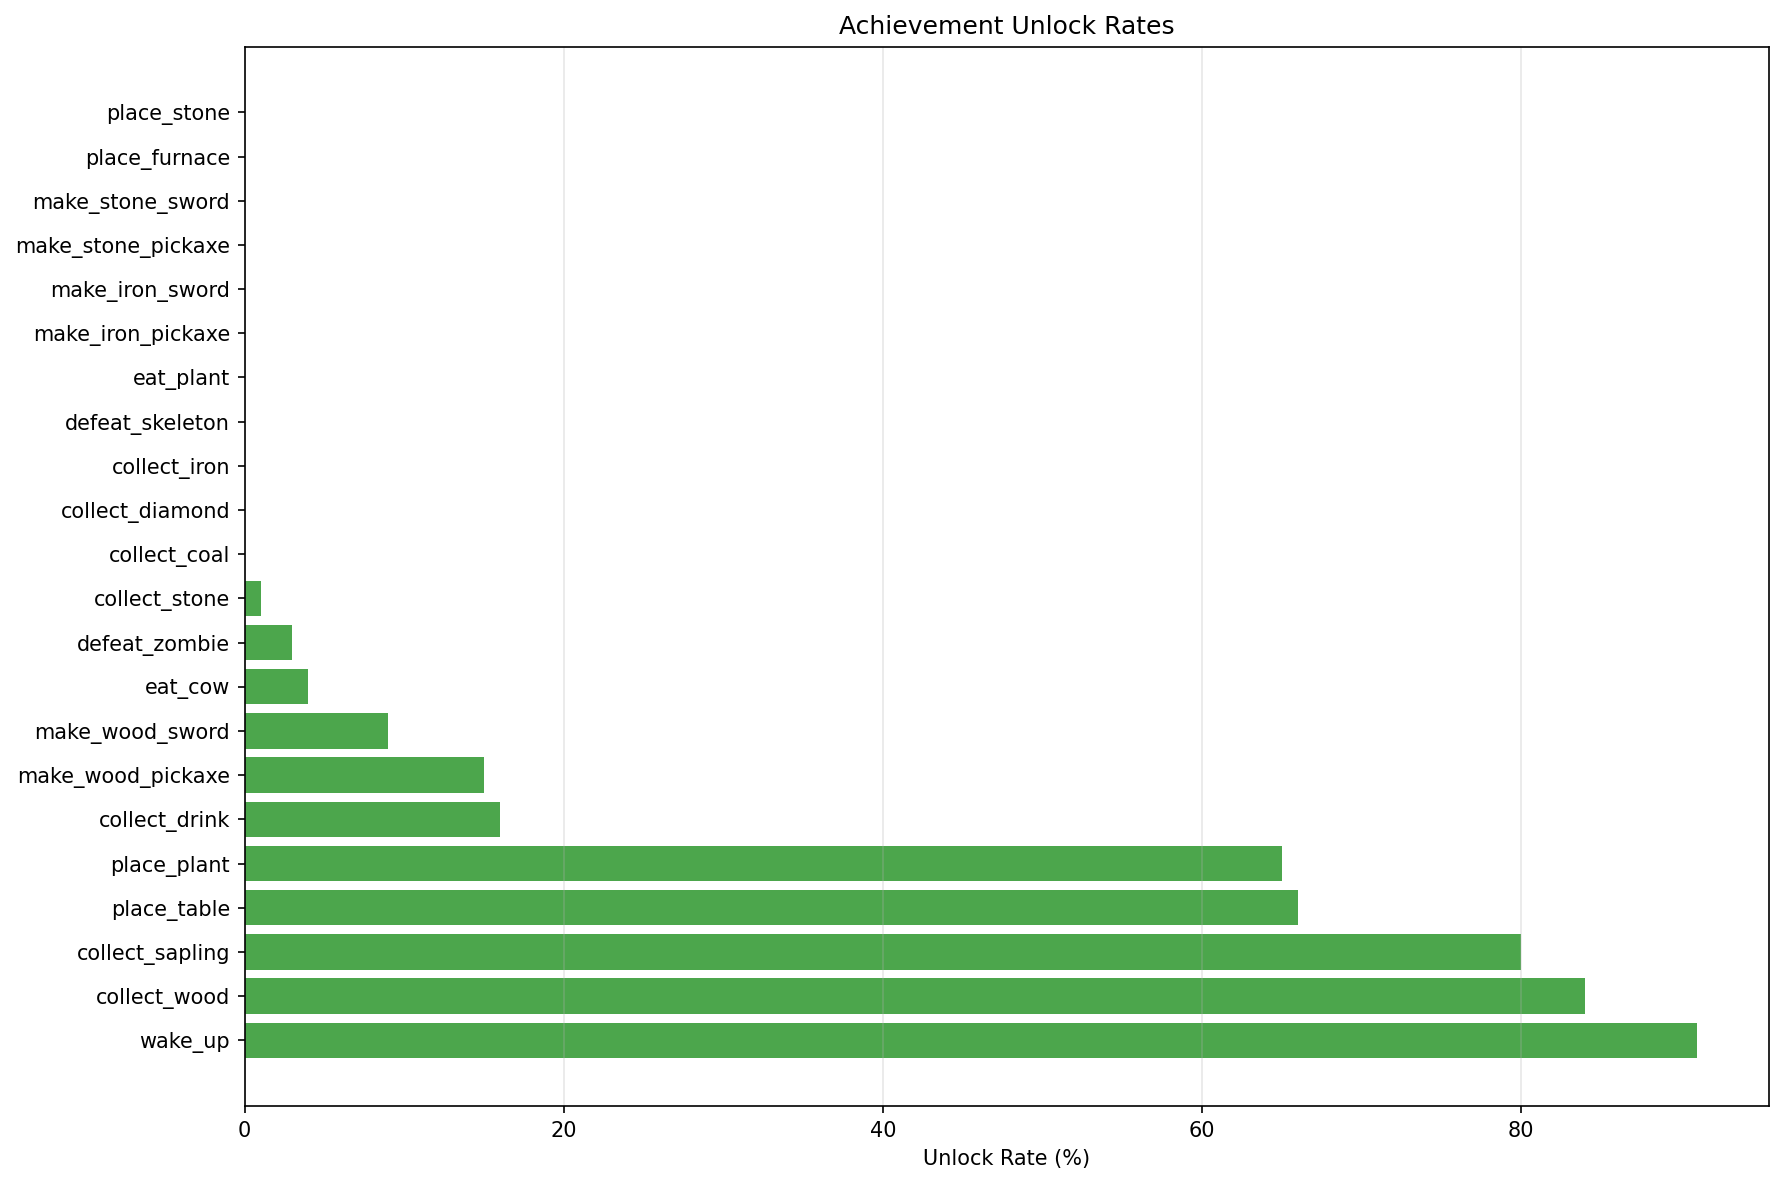 Achievement Unlock Rates
place_stone
place_furnace
make_stone_sword
make_stone_pickaxe
make_iron_sword
make_iron_pickaxe
eat_plant
defeat_skeleton
collect_iron
collect_diamond
collect_coal
collect_stone
defeat_zombie
eat_cow
make_wood_sword
make_wood_pickaxe
collect_drink
place_plant
place_table
collect_sapling
collect_wood
wake_up
0 20 40 60 80
Unlock Rate (%)